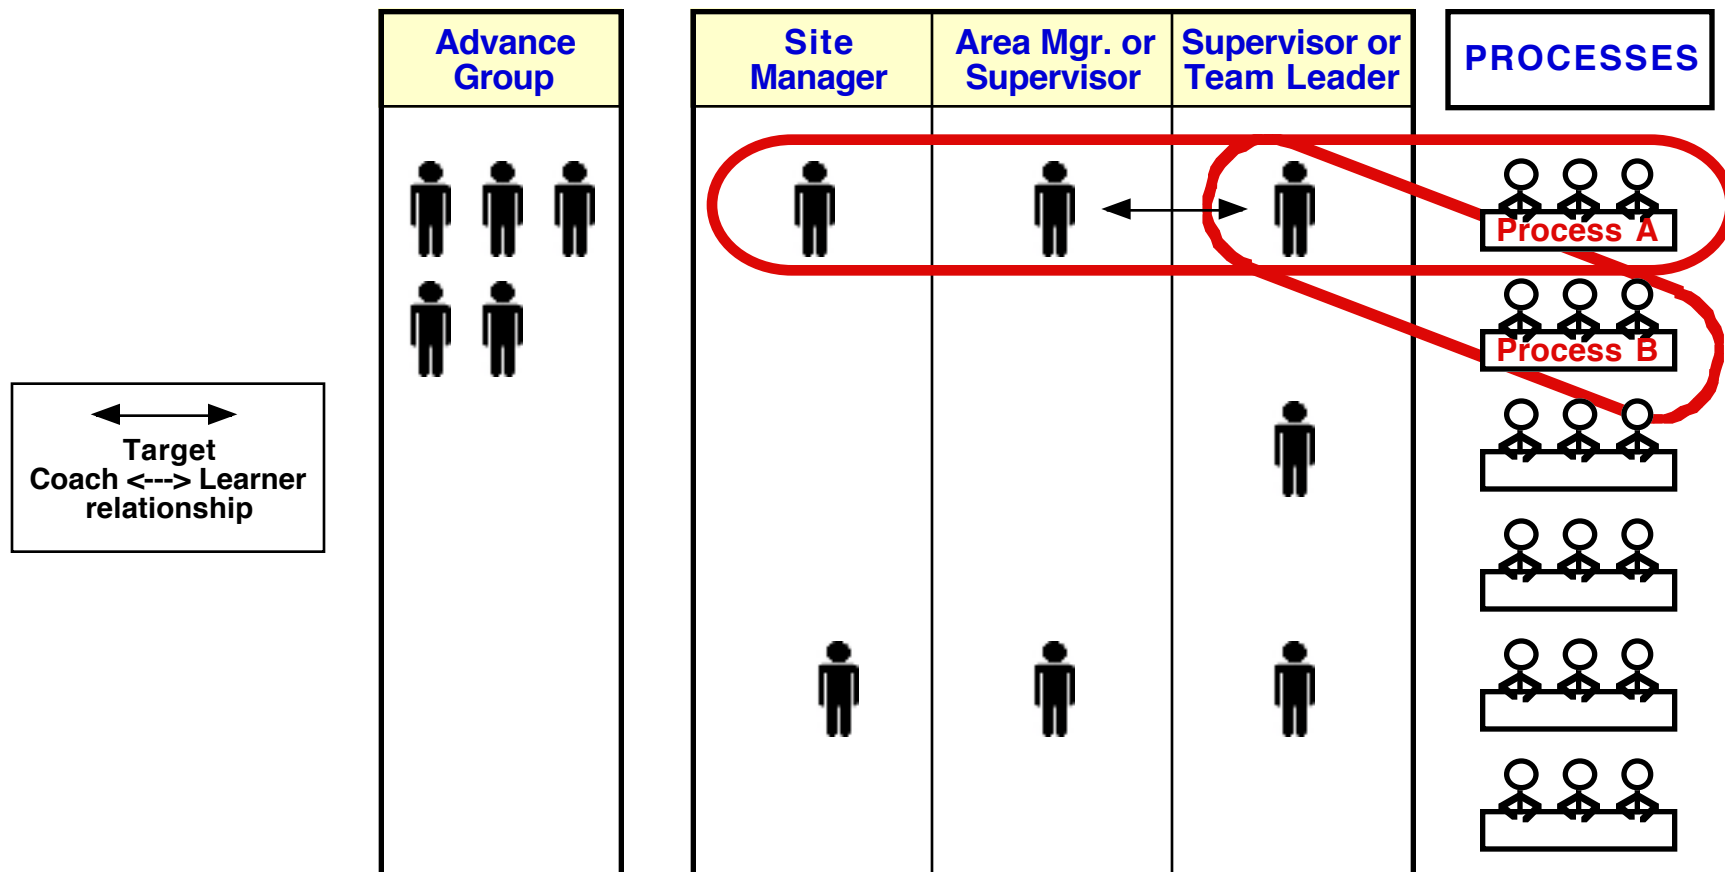 Advance
Group
Site
Manager
Area Mgr. or
Supervisor
Supervisor or
Team Leader
PROCESSES
Process A
Process B
Target
Coach <---> Learner
relationship